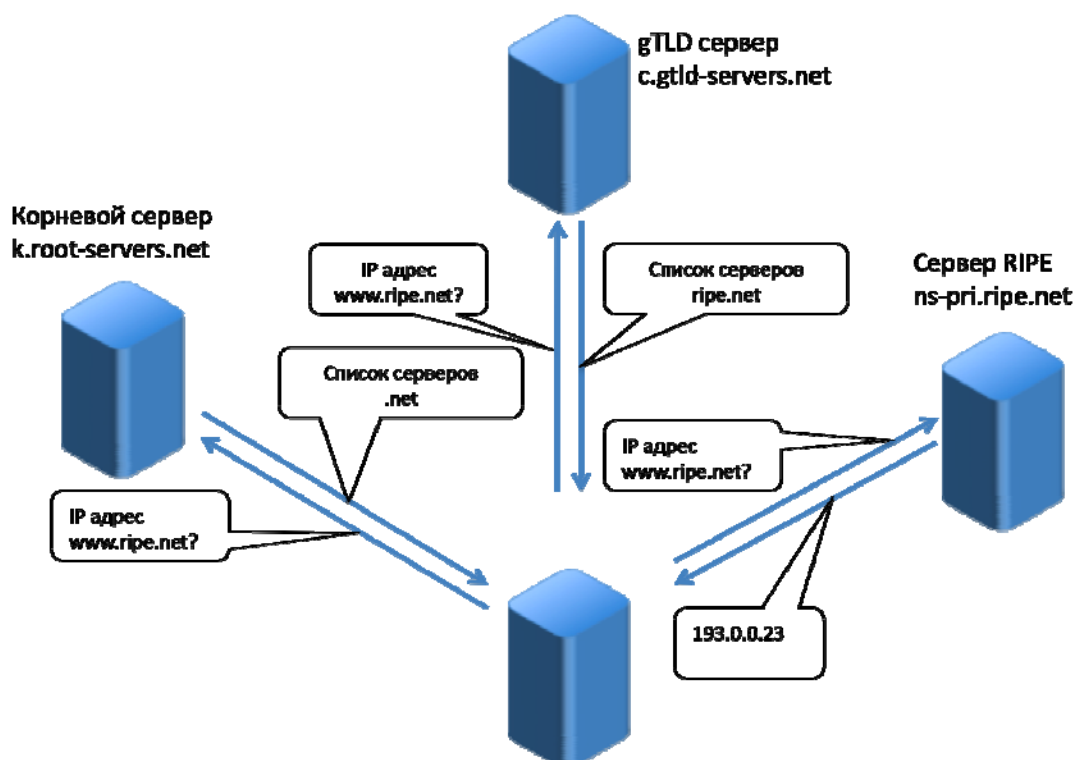 gTLD сервер
c.gtld-servers.net
Корневой сервер
k.root-servers.net
IP адрес
www.ripe.net?
Список серверов
ripe.net
Сервер RIPE
ns-pri.ripe.net
Список серверов
.net
IP адрес
www.ripe.net?
IP адрес
www.ripe.net?
193.0.0.23